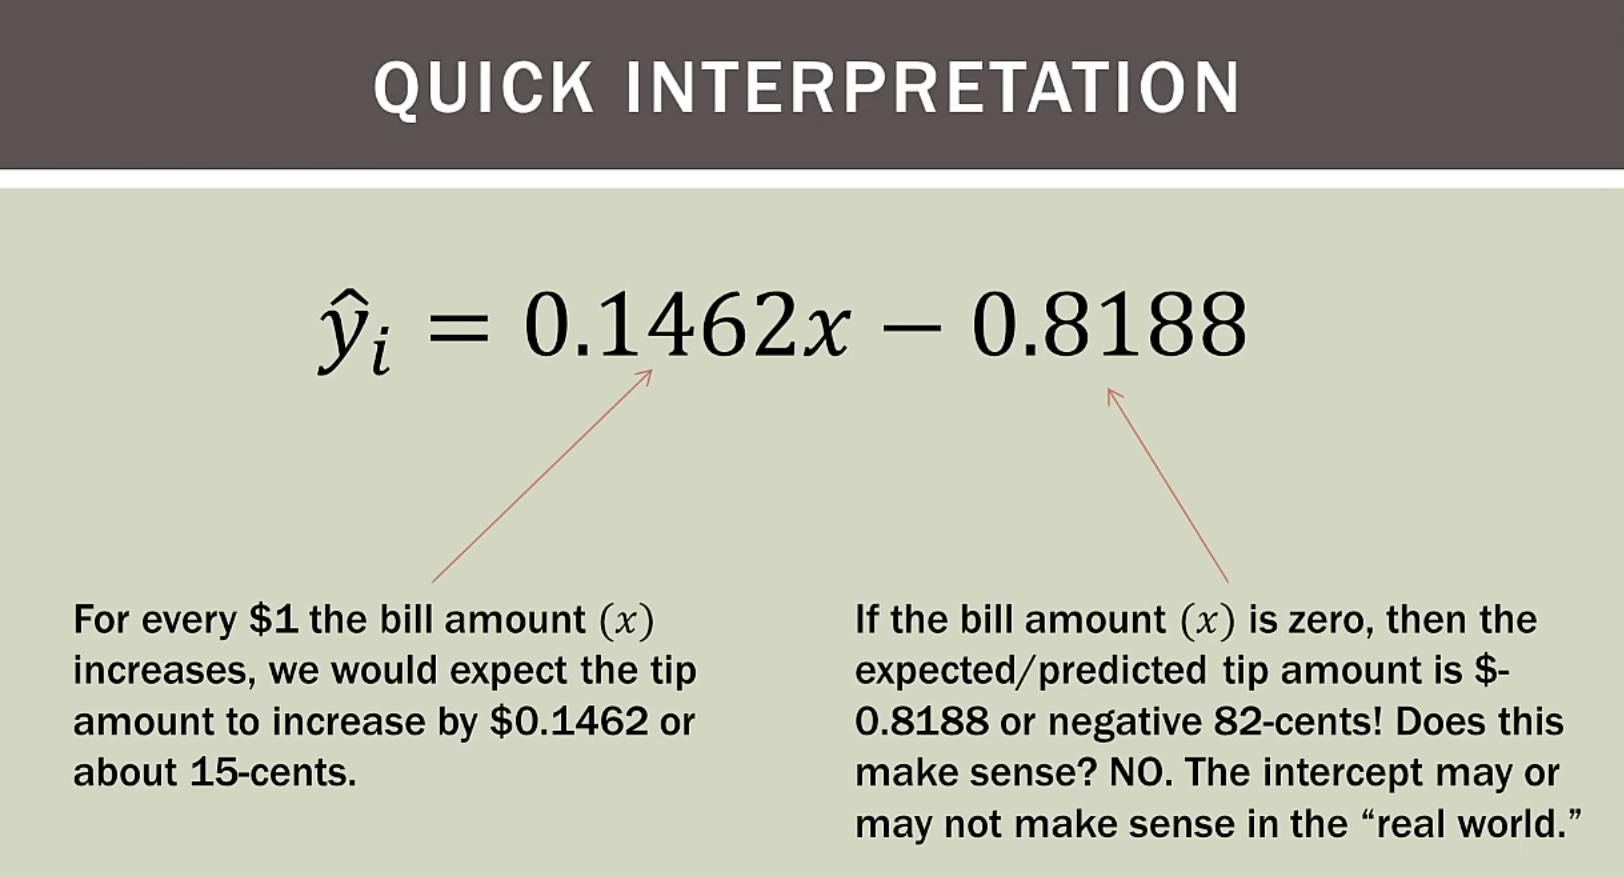 QUICK INTERPRETATION
ŷᵢ = 0.1462x − 0.8188
For every $1 the bill amount (x)
increases, we would expect the tip
amount to increase by $0.1462 or
about 15-cents.
If the bill amount (x) is zero, then the
expected/predicted tip amount is $-
0.8188 or negative 82-cents! Does this
make sense? NO. The intercept may or
may not make sense in the “real world.”